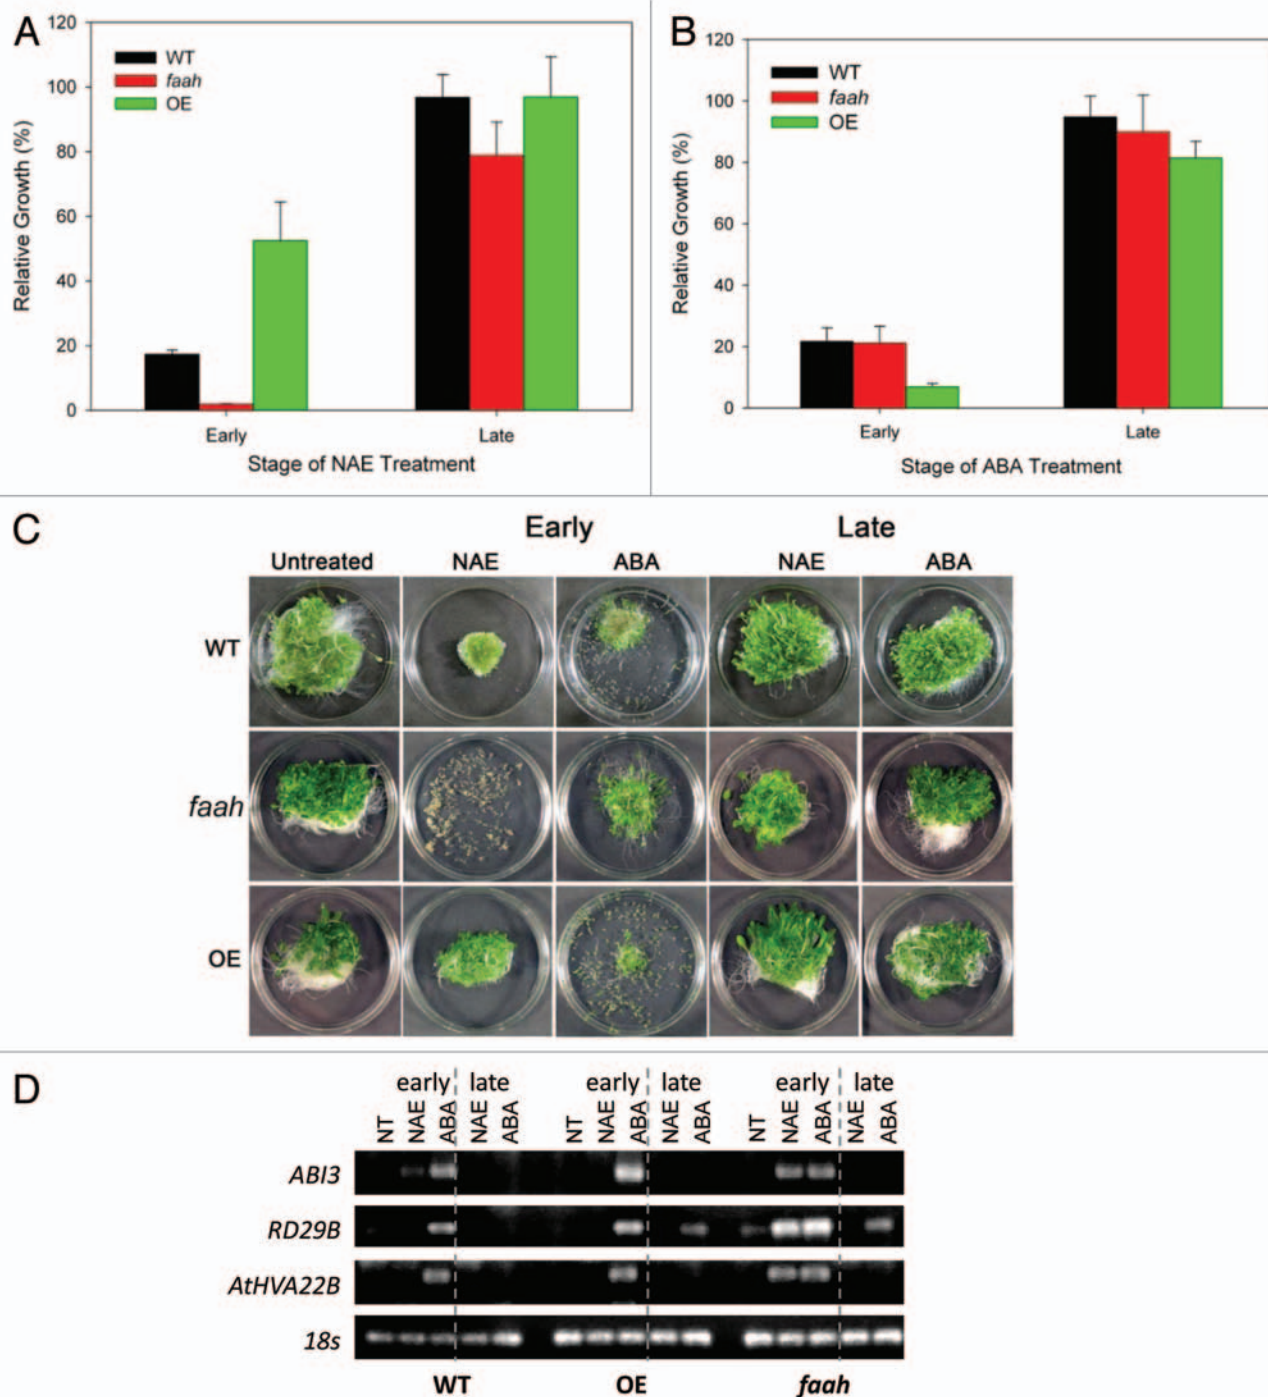 A
120
100
80
60
40
20
0
Relative Growth (%)
WT
faah
OE
Early Late
Stage of NAE Treatment
B
120
100
80
60
40
20
0
Relative Growth (%)
WT
faah
OE
Early Late
Stage of ABA Treatment
C
Early Late
Untreated NAE ABA NAE ABA
WT
faah
OE
D
early late early late early late
NT NAE ABA NAE ABA NT NAE ABA NAE ABA NT NAE ABA NAE ABA
ABI3
RD29B
AtHVA22B
18s
WT OE faah